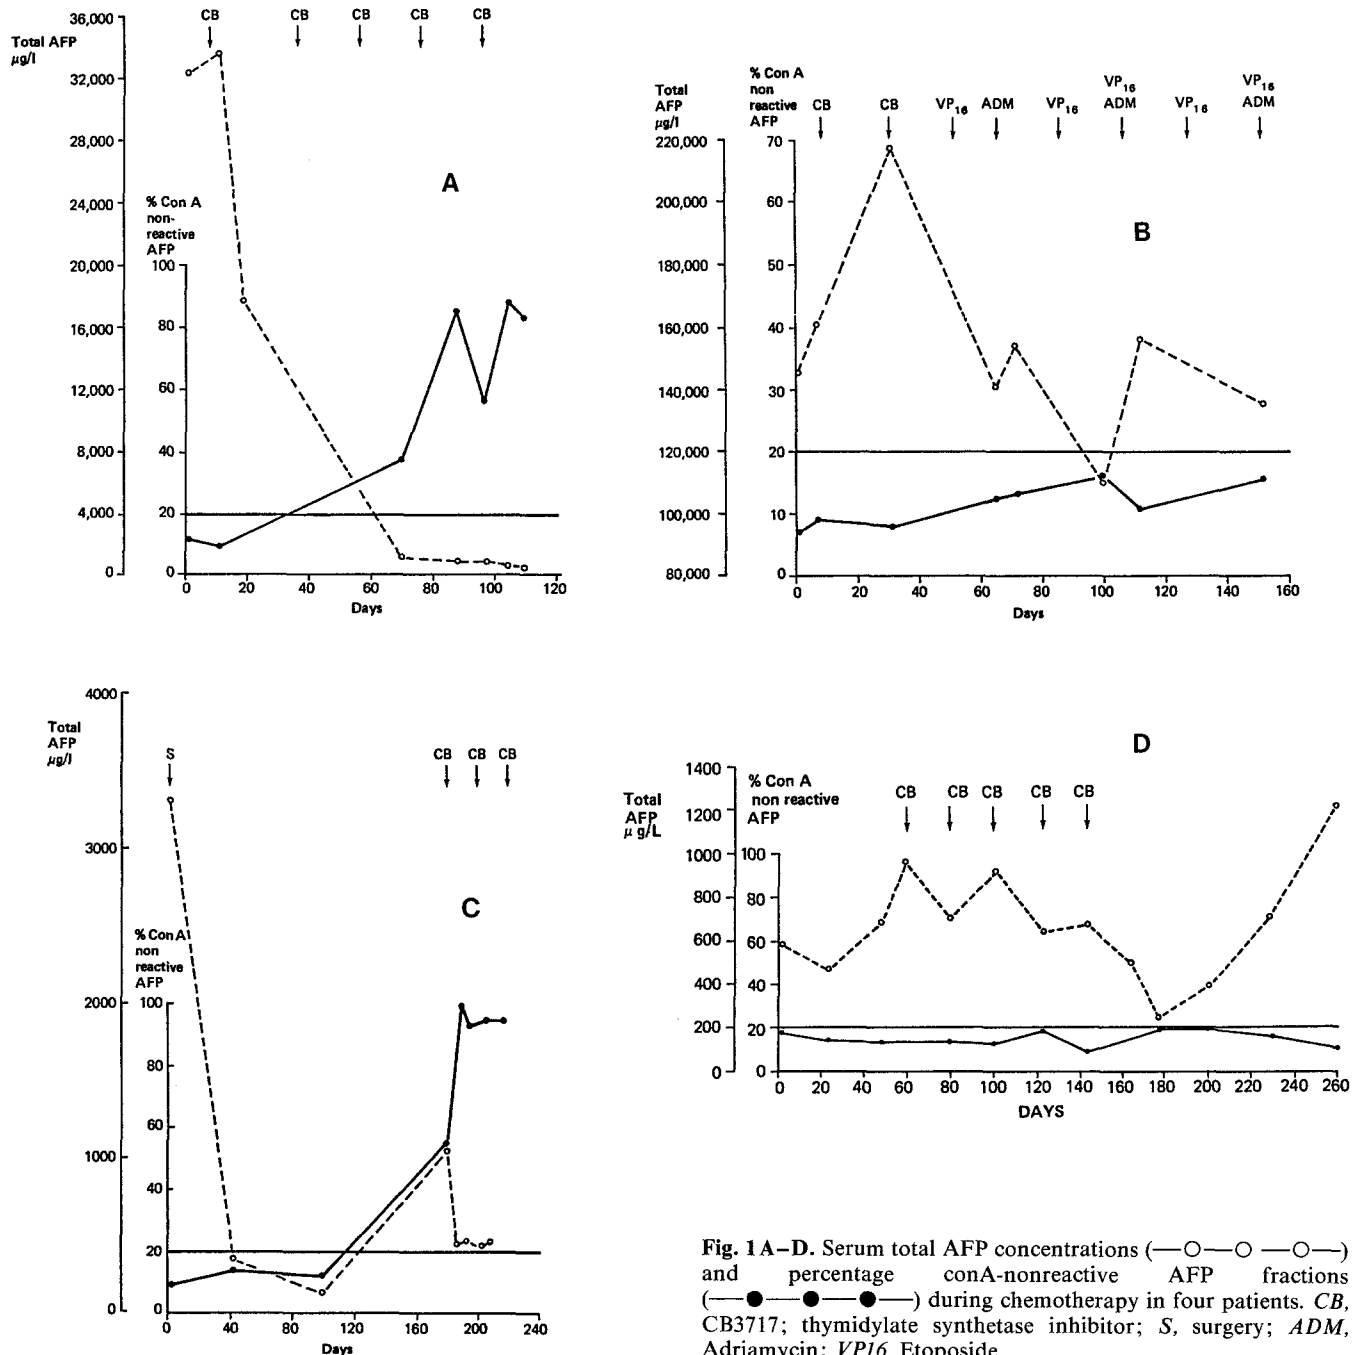 CB CB CB CB CB
Total AFP
µg/l
36,000
32,000
28,000
24,000
20,000
16,000
12,000
8,000
4,000
0
A
% Con A
non-
reactive
AFP
100
80
60
40
20
0
0 20 40 60 80 100 120
Days
Total
AFP
µg/l
220,000
200,000
180,000
160,000
140,000
120,000
100,000
80,000
% Con A
non
reactive
AFP
70
60
50
40
30
20
10
0
VP16 VP16
CB CB VP16 ADM VP16 ADM VP16 ADM
B
0 20 40 60 80 100 120 140 160
Days
Total
AFP
µg/l
4000
3000
2000
1000
0
S CB CB CB
C
% Con A
non
reactive
AFP
100
80
60
40
20
0
0 40 80 120 160 200 240
Days
D
Total
AFP
µ g/L
1400
1200
1000
800
600
400
200
0
% Con A
non reactive
AFP
100
80
60
40
20
0
CB CB CB CB CB
0 20 40 60 80 100 120 140 160 180 200 220 240 260
DAYS
Fig. 1 A–D. Serum total AFP concentrations (—○—○—○—)
and percentage conA-nonreactive AFP fractions
(—●—●—●—) during chemotherapy in four patients. CB,
CB3717; thymidylate synthetase inhibitor; S, surgery; ADM,
Adriamycin; VP16, Etoposide